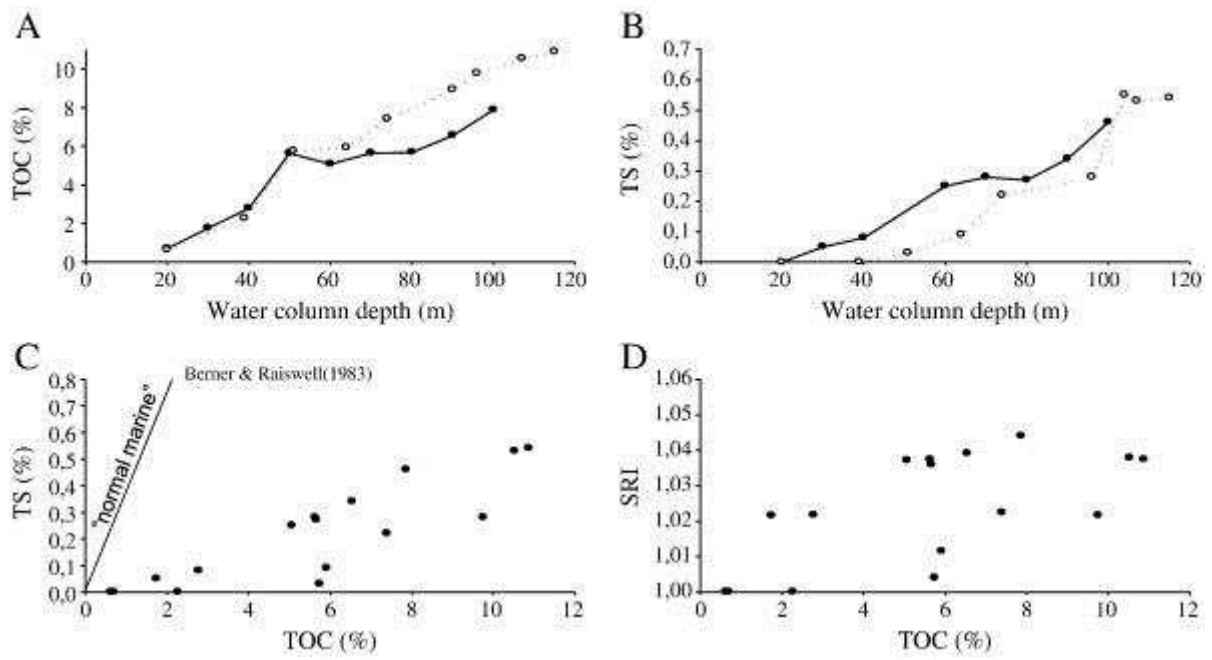 A
TOC (%)
10
8
6
4
2
0
0 20 40 60 80 100 120
Water column depth (m)
B
TS (%)
0,7
0,6
0,5
0,4
0,3
0,2
0,1
0,0
0 20 40 60 80 100 120
Water column depth (m)
C
Berner & Raiswell(1983)
"normal marine"
TS (%)
0,8
0,7
0,6
0,5
0,4
0,3
0,2
0,1
0,0
0 2 4 6 8 10 12
TOC (%)
D
SRI
1,06
1,05
1,04
1,03
1,02
1,01
1,00
0 2 4 6 8 10 12
TOC (%)